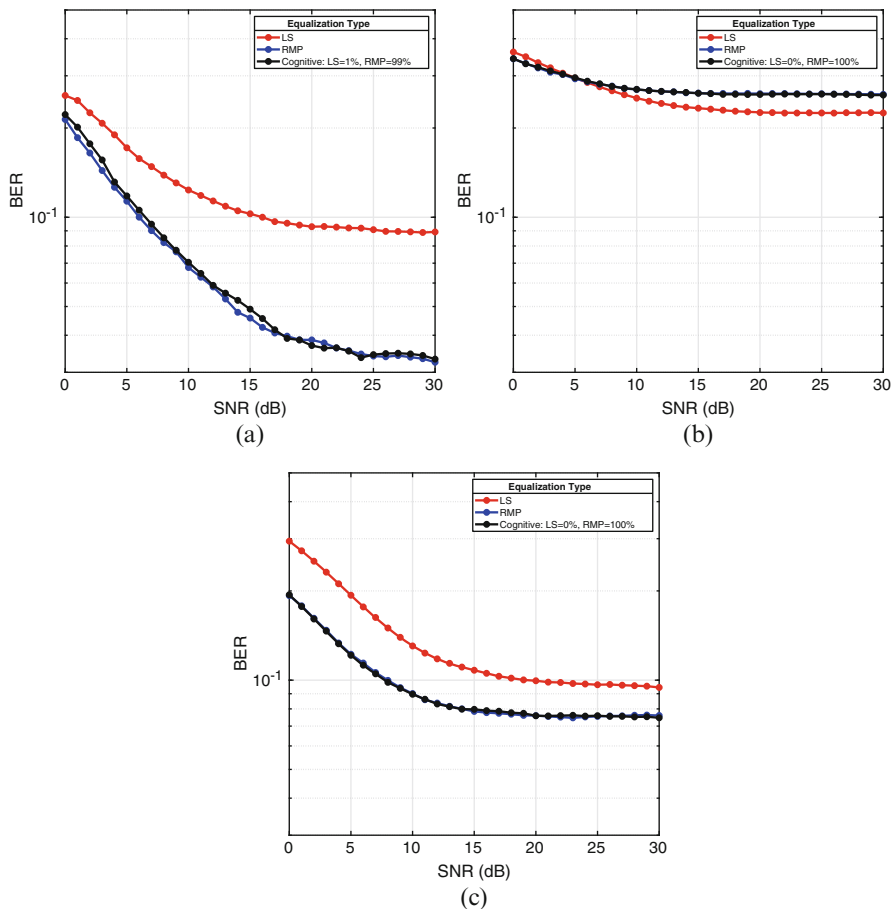 Equalization Type
LS
RMP
Cognitive: LS=1%, RMP=99%
BER
10⁻¹
0 5 10 15 20 25 30
SNR (dB)
(a)
Equalization Type
LS
RMP
Cognitive: LS=0%, RMP=100%
BER
10⁻¹
0 5 10 15 20 25 30
SNR (dB)
(b)
Equalization Type
LS
RMP
Cognitive: LS=0%, RMP=100%
BER
10⁻¹
0 5 10 15 20 25 30
SNR (dB)
(c)